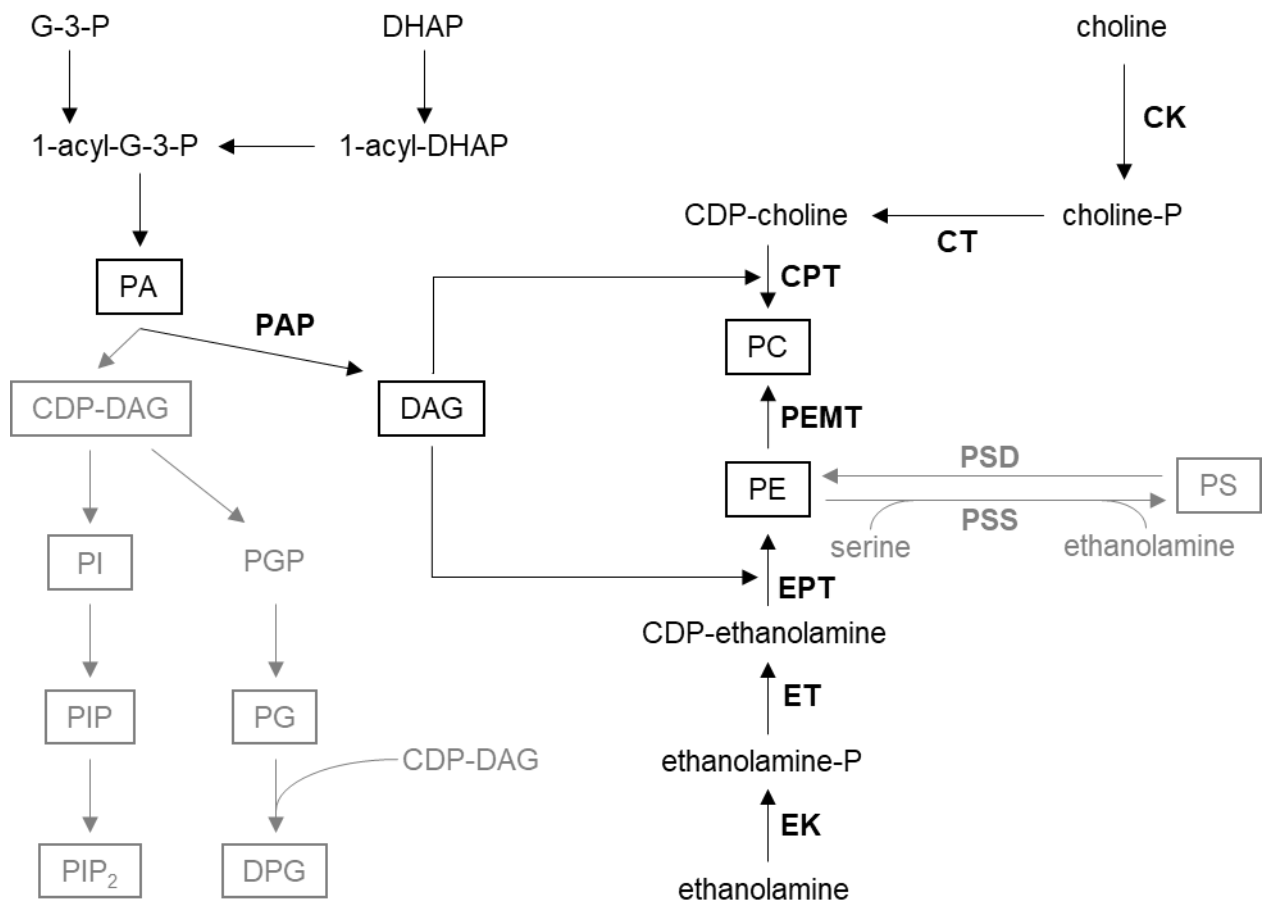 G-3-P
DHAP
choline
CK
1-acyl-G-3-P
1-acyl-DHAP
CDP-choline
choline-P
CT
CPT
PA
PAP
PC
CDP-DAG
DAG
PEMT
PSD
PE
PS
PSS
serine
ethanolamine
PI
PGP
EPT
CDP-ethanolamine
ET
PIP
PG
CDP-DAG
ethanolamine-P
EK
PIP₂
DPG
ethanolamine